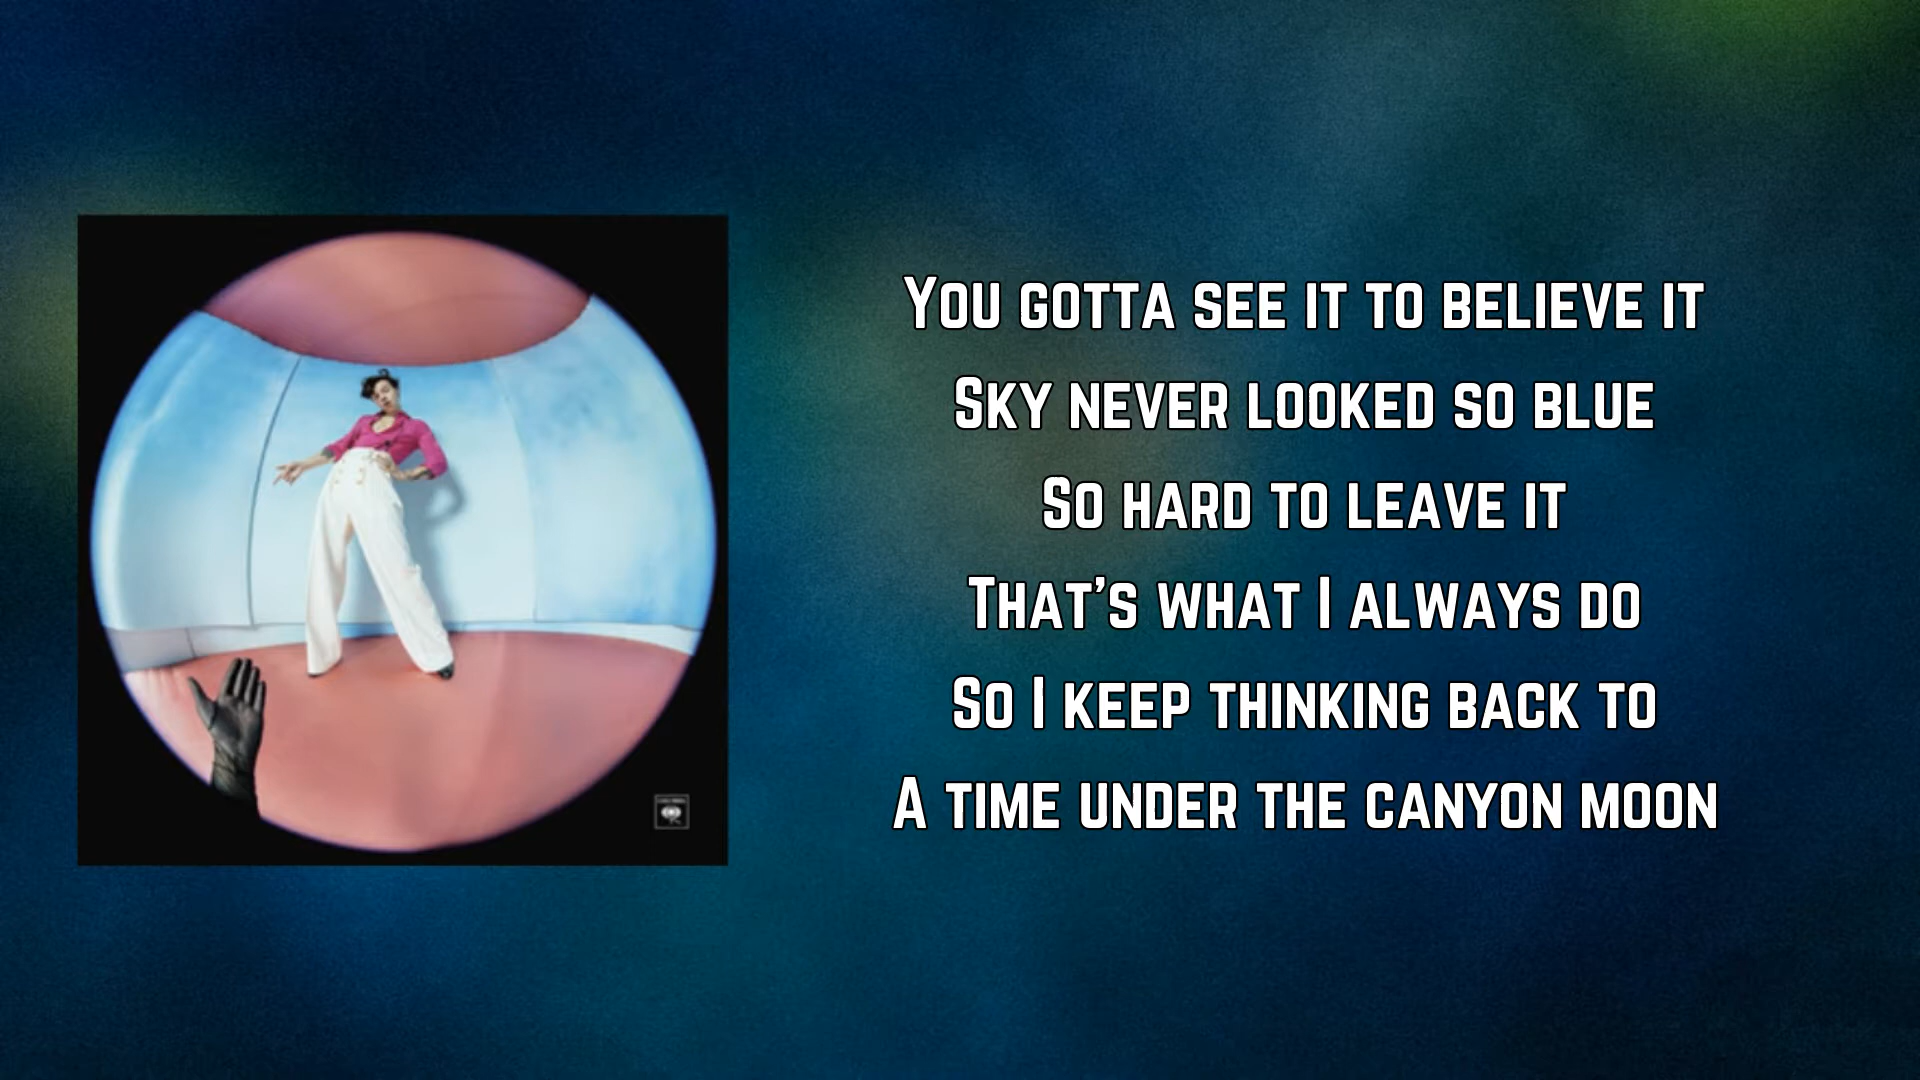 You gotta see it to believe it
Sky never looked so blue
So hard to leave it
That's what I always do
So I keep thinking back to
A time under the canyon moon